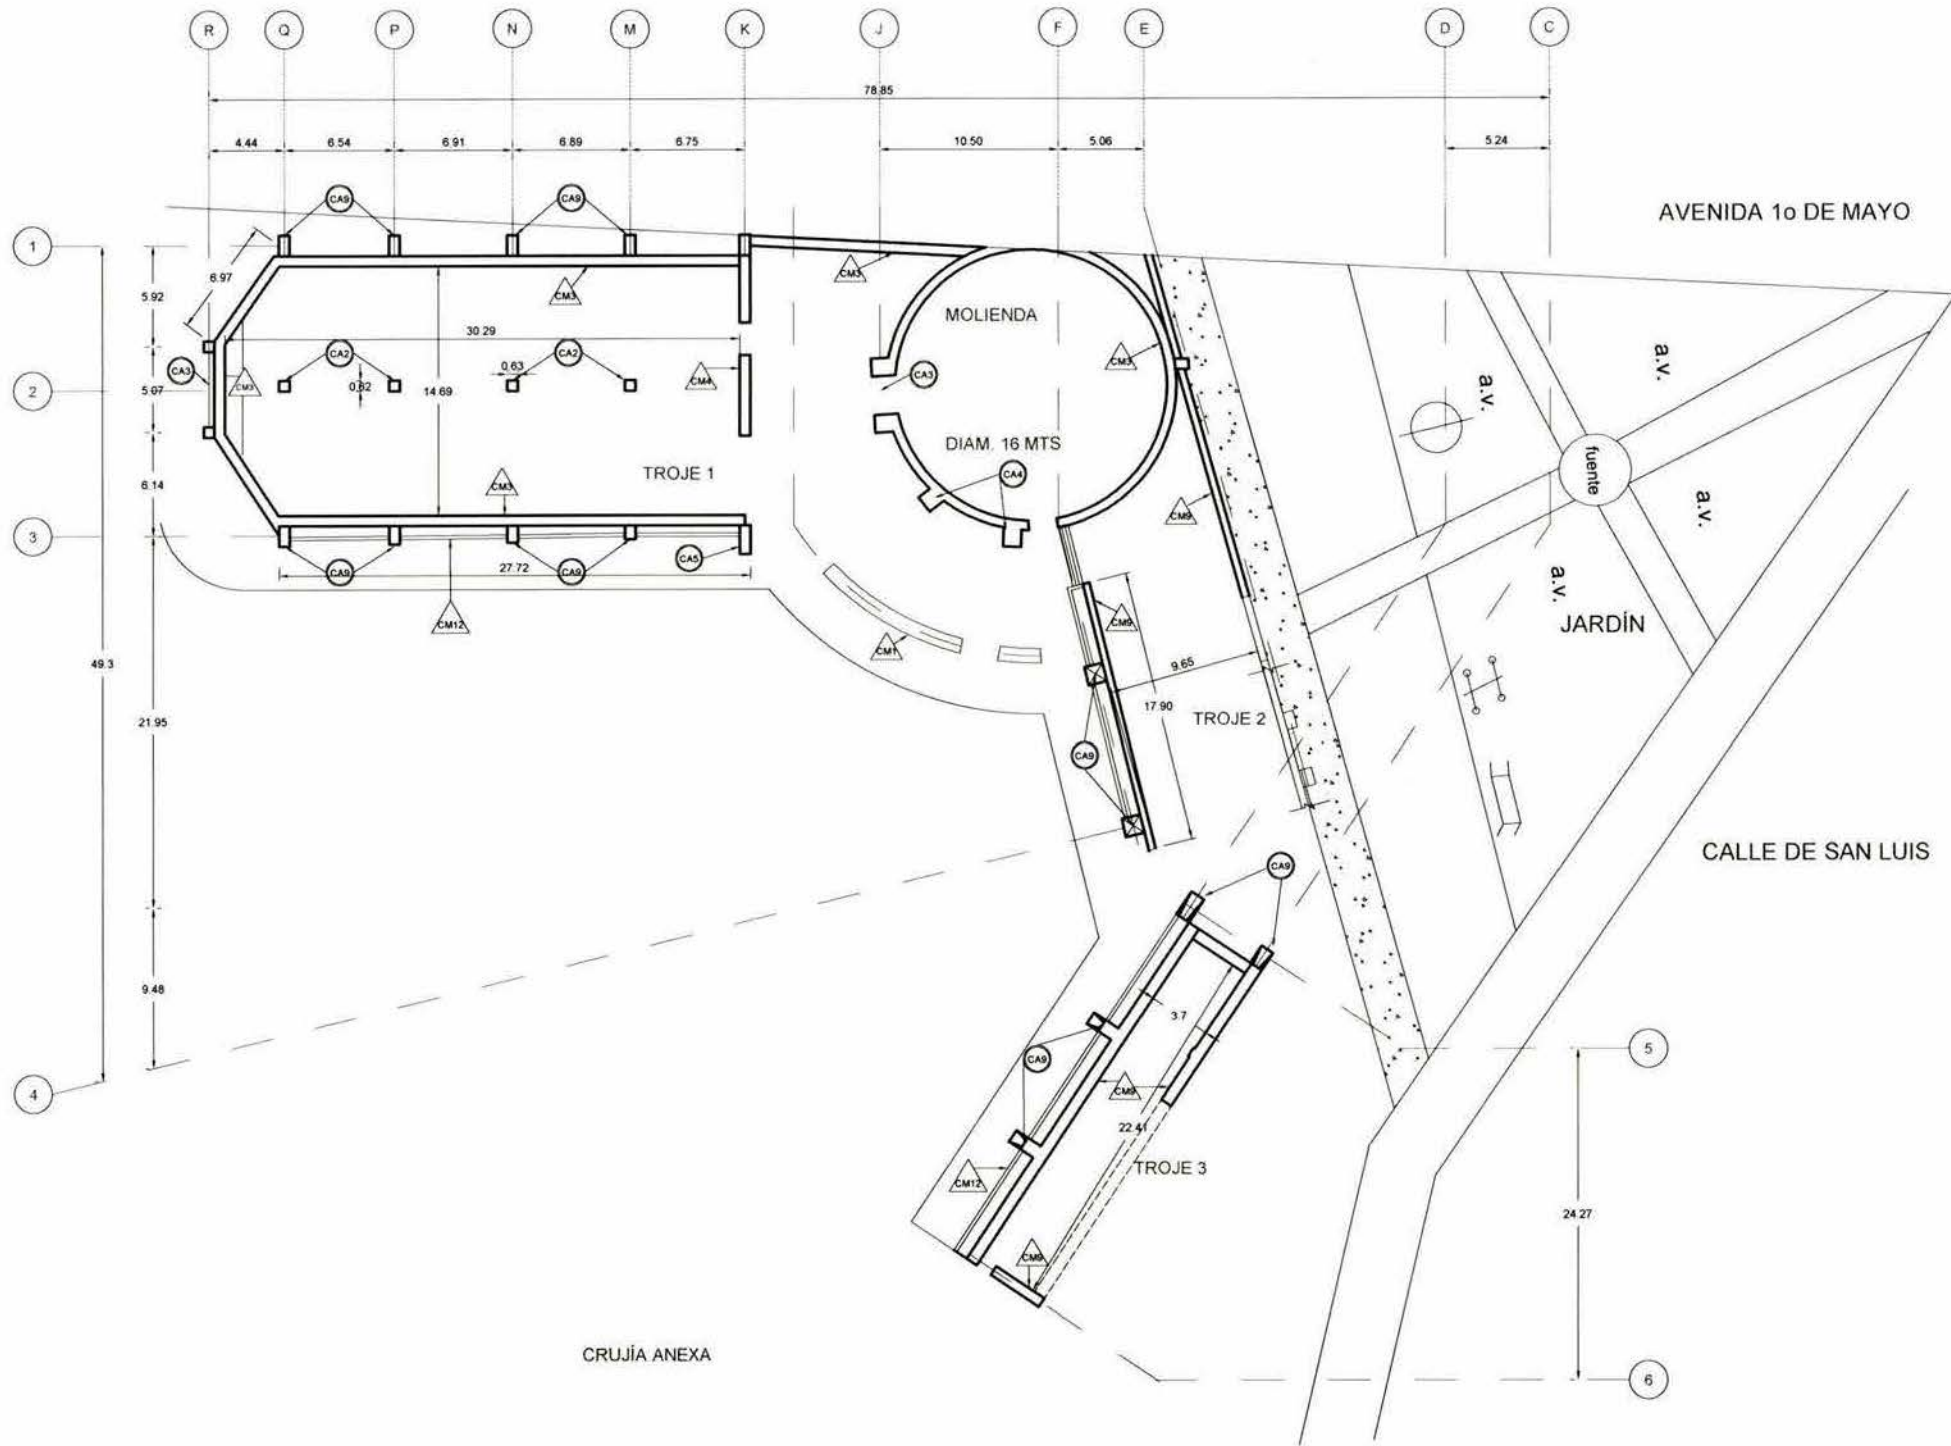 R Q P N M K J F E D C
78.85
4.44 6.54 6.91 6.89 6.75 10.50 5.06 5.24
AVENIDA 1o DE MAYO
CA9 CA9
1
6.97
CM3 CM3
5.92
MOLIENDA
30.29
CA2 CA2 CM3
a.v.
CA3 CM3 0.63 CM4 CA3
a.v.
2
5.07
0.62
14.69
DIAM. 16 MTS
fuente
TROJE 1
CA4
6.14
CM3
a.v.
CM9
3
CA5
CA9 CA9
27.72
a.v.
CM12
CM9
JARDÍN
CM1
49.3
9.65
17.90
21.95
TROJE 2
CA9
CALLE DE SAN LUIS
CA9
9.48
3.7
CA9
5
4
CM9
22.41
TROJE 3
CM12
24.27
CM9
CRUJÍA ANEXA
6